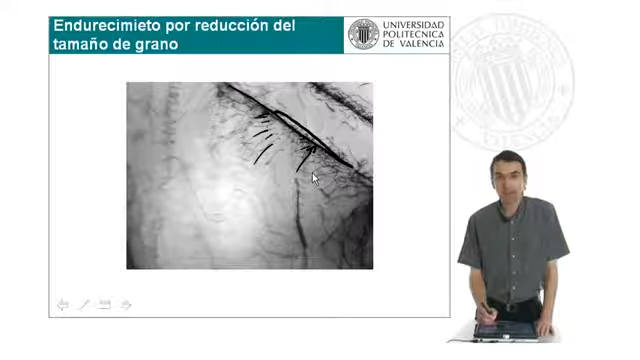 Endurecimieto por reducción del
tamaño de grano
UNIVERSIDAD
POLITECNICA
DE VALENCIA